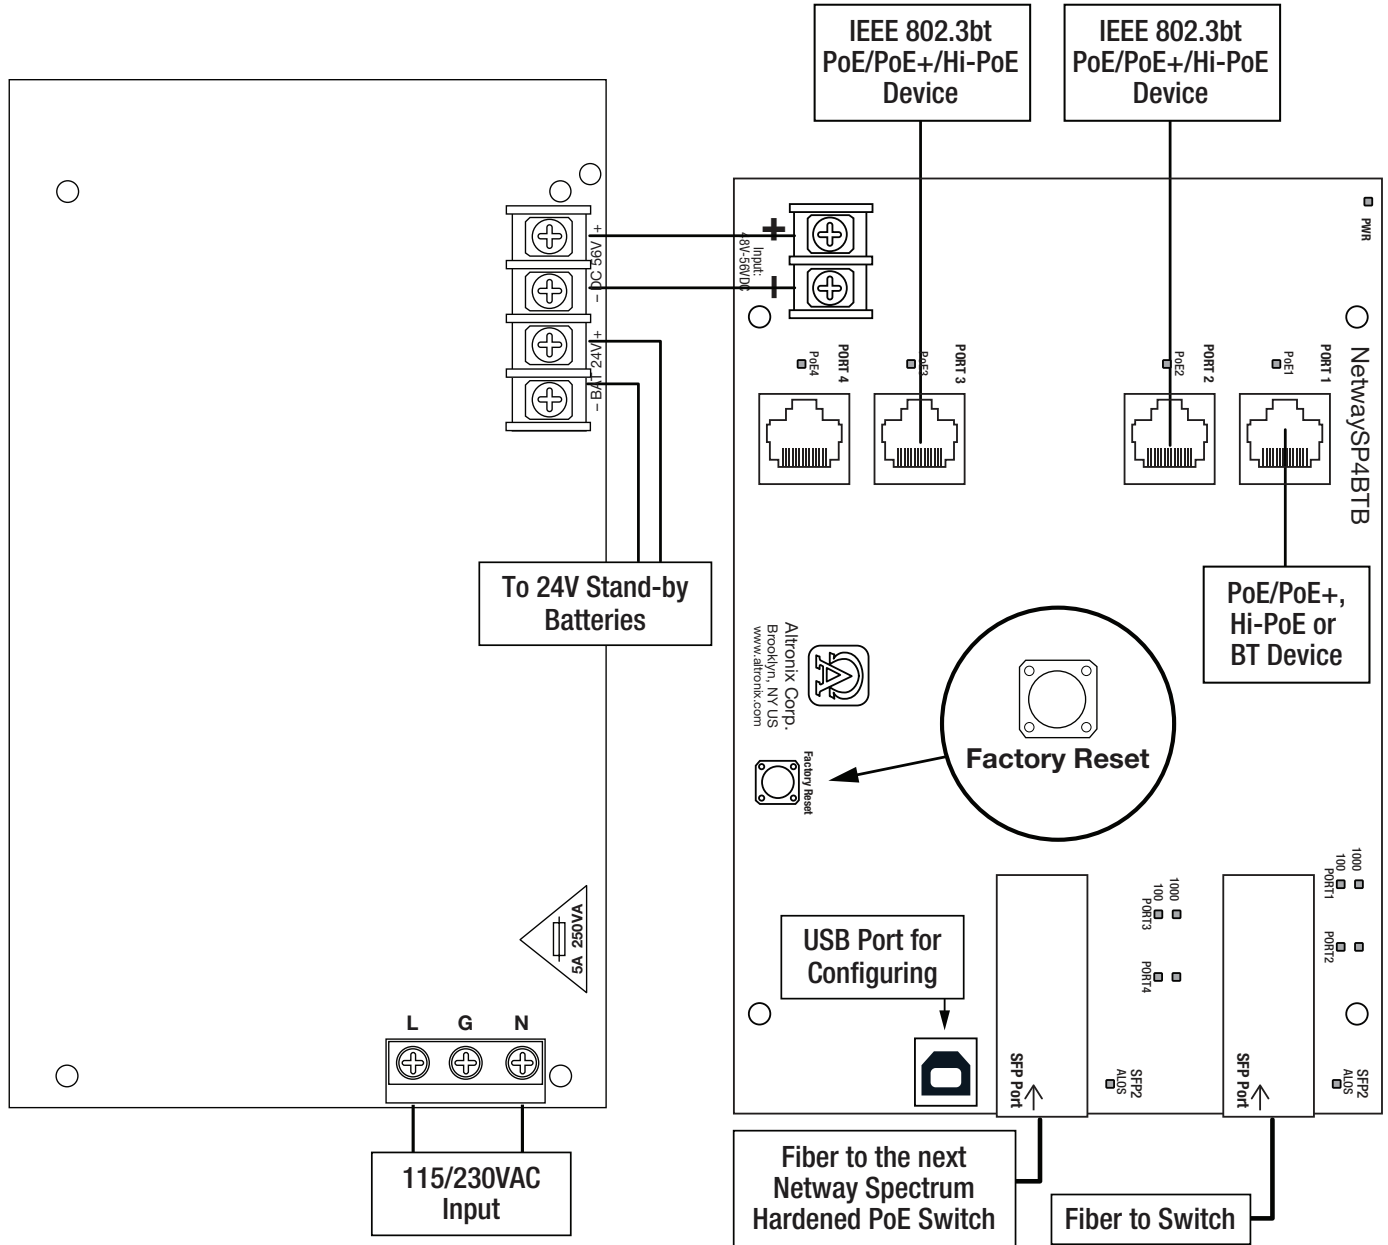 IEEE 802.3bt
PoE/PoE+/Hi-PoE
Device
IEEE 802.3bt
PoE/PoE+/Hi-PoE
Device
PWR
– DC 56V +
– BAT 24V +
+
–
Input:
48V-56VDC
PoE4
PORT 4
PoE3
PORT 3
PoE2
PORT 2
PoE1
PORT 1
NetwaySP4BTB
To 24V Stand-by
Batteries
PoE/PoE+,
Hi-PoE or
BT Device
Altronix Corp.
Brooklyn, NY US
www.altronix.com
Factory Reset
Factory Reset
5A 250VA
USB Port for
Configuring
1000
100
PORT3
PORT4
1000
100
PORT1
PORT2
L G N
SFP Port
SFP2
ALOS
SFP Port
SFP2
ALOS
115/230VAC
Input
Fiber to the next
Netway Spectrum
Hardened PoE Switch
Fiber to Switch